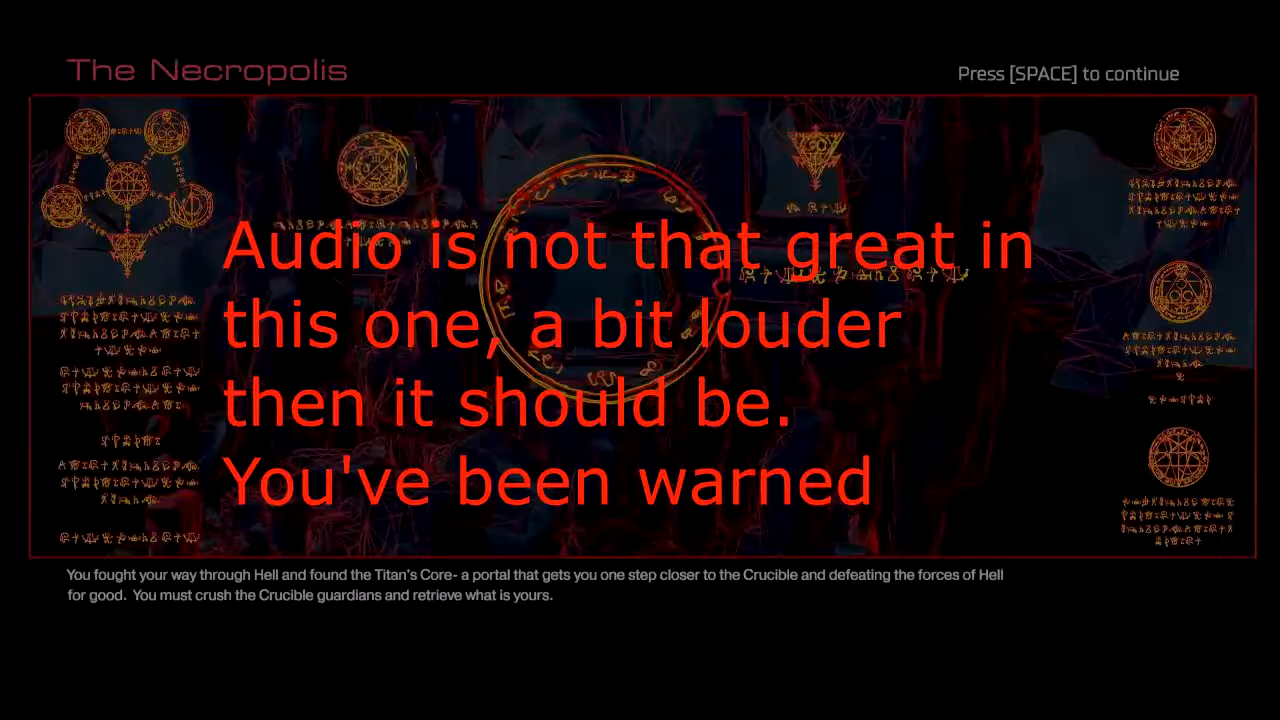 The Necropolis
Press [SPACE] to continue
Audio is not that great in
this one, a bit louder
then it should be.
You've been warned
You fought your way through Hell and found the Titan's Core- a portal that gets you one step closer to the Crucible and defeating the forces of Hell
for good.  You must crush the Crucible guardians and retrieve what is yours.